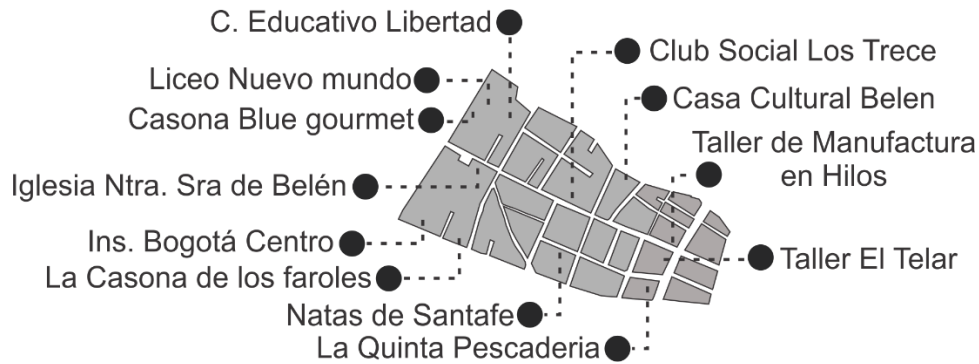 C. Educativo Libertad
Liceo Nuevo mundo
Casona Blue gourmet
Iglesia Ntra. Sra de Belén
Ins. Bogotá Centro
La Casona de los faroles
Natas de Santafe
La Quinta Pescaderia
Club Social Los Trece
Casa Cultural Belen
Taller de Manufactura
en Hilos
Taller El Telar